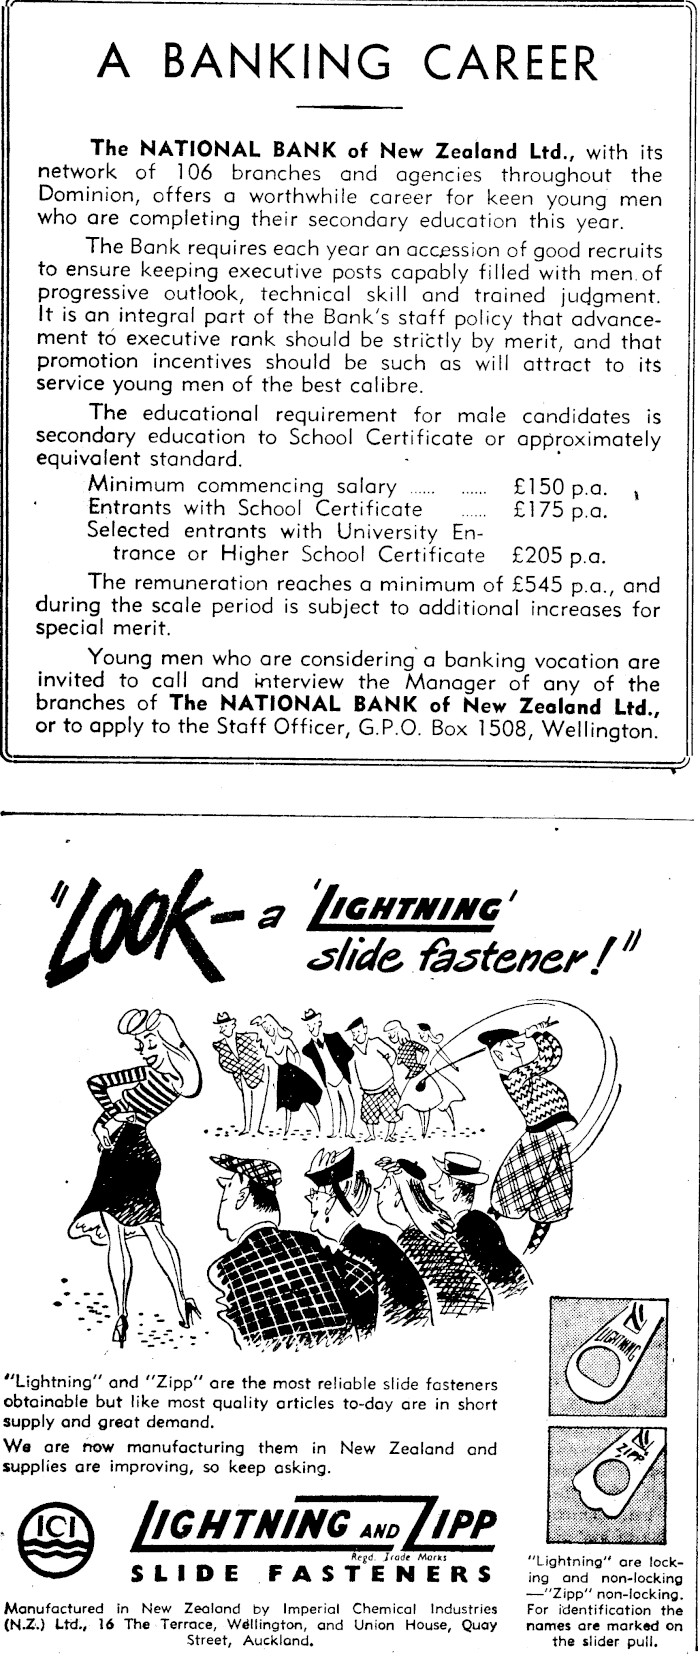 A BANKING CAREER
The NATIONAL BANK of New Zealand Ltd., with its
network of 106 branches and agencies throughout the
Dominion, offers a worthwhile career for keen young men
who are completing their secondary education this year.
The Bank requires each year an accession of good recruits
to ensure keeping executive posts capably filled with men of
progressive outlook, technical skill and trained judgment.
It is an integral part of the Bank's staff policy that advance-
ment to executive rank should be strictly by merit, and that
promotion incentives should be such as will attract to its
service young men of the best calibre.
The educational requirement for male candidates is
secondary education to School Certificate or approximately
equivalent standard.
Minimum commencing salary ...... ...... £150 p.a.
Entrants with School Certificate ...... £175 p.a.
Selected entrants with University En-
trance or Higher School Certificate £205 p.a.
The remuneration reaches a minimum of £545 p.a., and
during the scale period is subject to additional increases for
special merit.
Young men who are considering a banking vocation are
invited to call and interview the Manager of any of the
branches of The NATIONAL BANK of New Zealand Ltd.,
or to apply to the Staff Officer, G.P.O. Box 1508, Wellington.
"LOOK- a 'LIGHTNING'
slide fastener!"
"Lightning" and "Zipp" are the most reliable slide fasteners
obtainable but like most quality articles to-day are in short
supply and great demand.
We are now manufacturing them in New Zealand and
supplies are improving, so keep asking.
LIGHTNING
ZIPP
ICI
LIGHTNING AND ZIPP
Regd. Trade Marks
SLIDE FASTENERS
Manufactured in New Zealand by Imperial Chemical Industries
(N.Z.) Ltd., 16 The Terrace, Wellington, and Union House, Quay
Street, Auckland.
"Lightning" are lock-
ing and non-locking
—"Zipp" non-locking.
For identification the
names are marked on
the slider pull.